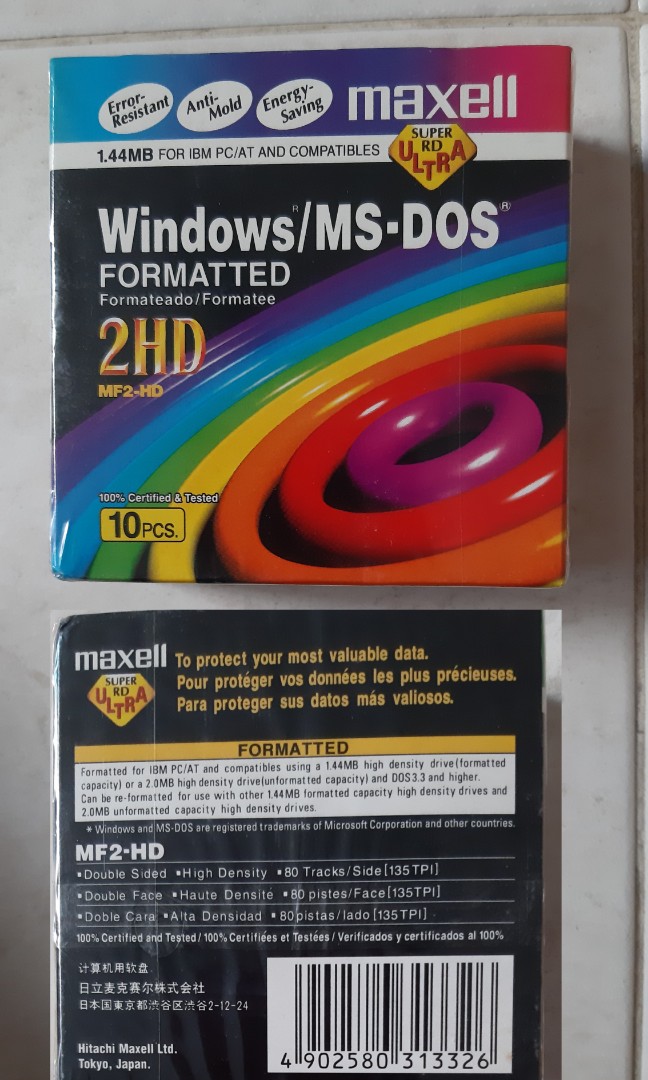 Error-Resistant
Anti-Mold
Energy-Saving
maxell
1.44MB FOR IBM PC/AT AND COMPATIBLES
SUPER
RD
ULTRA
Windows®/MS-DOS®
FORMATTED
Formateado/Formatee
2HD
MF2-HD
100% Certified & Tested
10PCS.
maxell
SUPER
RD
ULTRA
To protect your most valuable data.
Pour protéger vos données les plus précieuses.
Para proteger sus datos más valiosos.
FORMATTED
Formatted for IBM PC/AT and compatibles using a 1.44MB high density drive(formatted
capacity) or a 2.0MB high density drive(unformatted capacity) and DOS3.3 and higher.
Can be re-formatted for use with other 1.44MB formatted capacity high density drives and
2.0MB unformatted capacity high density drives.
* Windows and MS-DOS are registered trademarks of Microsoft Corporation and other countries.
MF2-HD
▪Double Sided ▪High Density ▪80 Tracks/Side[135TPI]
▪Double Face ▪Haute Densité ▪80 pistes/Face[135TPI]
▪Doble Cara ▪Alta Densidad ▪80pistas/lado[135TPI]
100% Certified and Tested/100% Certifiées et Testées/Verificados y certificados al 100%
计算机用软盘
日立麦克赛尔株式会社
日本国東京都渋谷区渋谷2-12-24
Hitachi Maxell Ltd.
Tokyo, Japan.
4 902580 313326